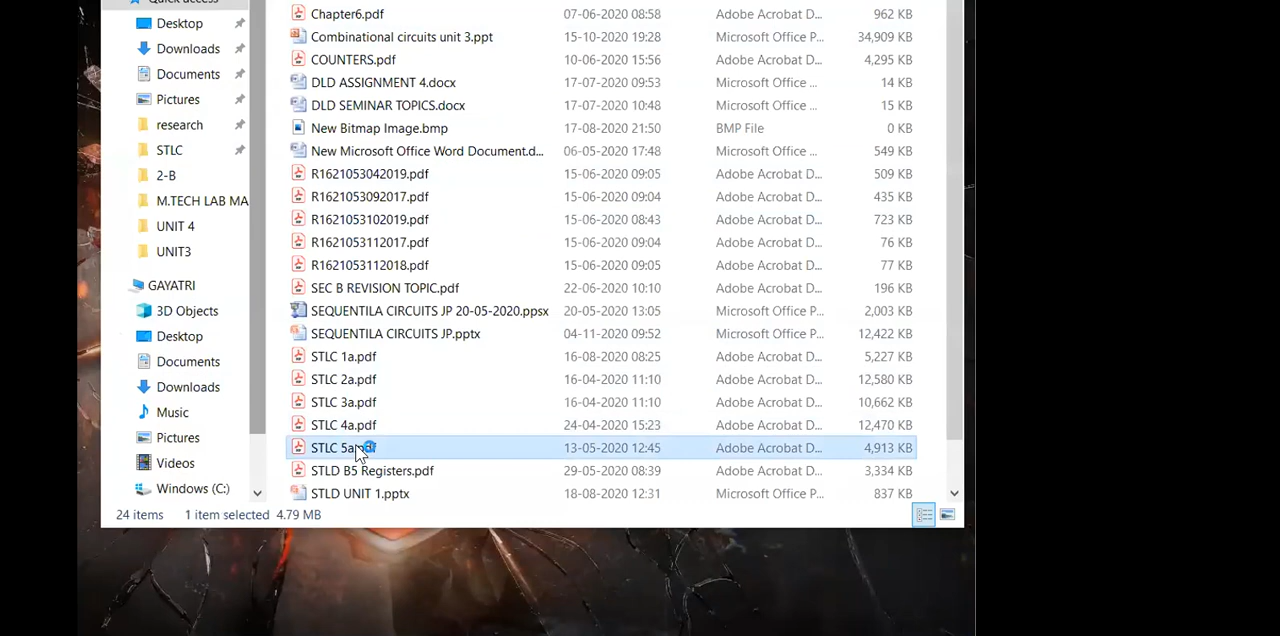 Quick access
Desktop
Downloads
Documents
Pictures
research
STLC
2-B
M.TECH LAB MA
UNIT 4
UNIT3
GAYATRI
3D Objects
Desktop
Documents
Downloads
Music
Pictures
Videos
Windows (C:)
Chapter6.pdf 07-06-2020 08:58 Adobe Acrobat D... 962 KB
Combinational circuits unit 3.ppt 15-10-2020 19:28 Microsoft Office P... 34,909 KB
COUNTERS.pdf 10-06-2020 15:56 Adobe Acrobat D... 4,295 KB
DLD ASSIGNMENT 4.docx 17-07-2020 09:53 Microsoft Office ... 14 KB
DLD SEMINAR TOPICS.docx 17-07-2020 10:48 Microsoft Office ... 15 KB
New Bitmap Image.bmp 17-08-2020 21:50 BMP File 0 KB
New Microsoft Office Word Document.d... 06-05-2020 17:48 Microsoft Office ... 549 KB
R1621053042019.pdf 15-06-2020 09:05 Adobe Acrobat D... 509 KB
R1621053092017.pdf 15-06-2020 09:04 Adobe Acrobat D... 435 KB
R1621053102019.pdf 15-06-2020 08:43 Adobe Acrobat D... 723 KB
R1621053112017.pdf 15-06-2020 09:04 Adobe Acrobat D... 76 KB
R1621053112018.pdf 15-06-2020 09:05 Adobe Acrobat D... 77 KB
SEC B REVISION TOPIC.pdf 22-06-2020 10:10 Adobe Acrobat D... 196 KB
SEQUENTILA CIRCUITS JP 20-05-2020.ppsx 20-05-2020 13:05 Microsoft Office P... 2,003 KB
SEQUENTILA CIRCUITS JP.pptx 04-11-2020 09:52 Microsoft Office P... 12,422 KB
STLC 1a.pdf 16-08-2020 08:25 Adobe Acrobat D... 5,227 KB
STLC 2a.pdf 16-04-2020 11:10 Adobe Acrobat D... 12,580 KB
STLC 3a.pdf 16-04-2020 11:10 Adobe Acrobat D... 10,662 KB
STLC 4a.pdf 24-04-2020 15:23 Adobe Acrobat D... 12,470 KB
STLC 5a.pdf 13-05-2020 12:45 Adobe Acrobat D... 4,913 KB
STLD B5 Registers.pdf 29-05-2020 08:39 Adobe Acrobat D... 3,334 KB
STLD UNIT 1.pptx 18-08-2020 12:31 Microsoft Office P... 837 KB
24 items 1 item selected 4.79 MB